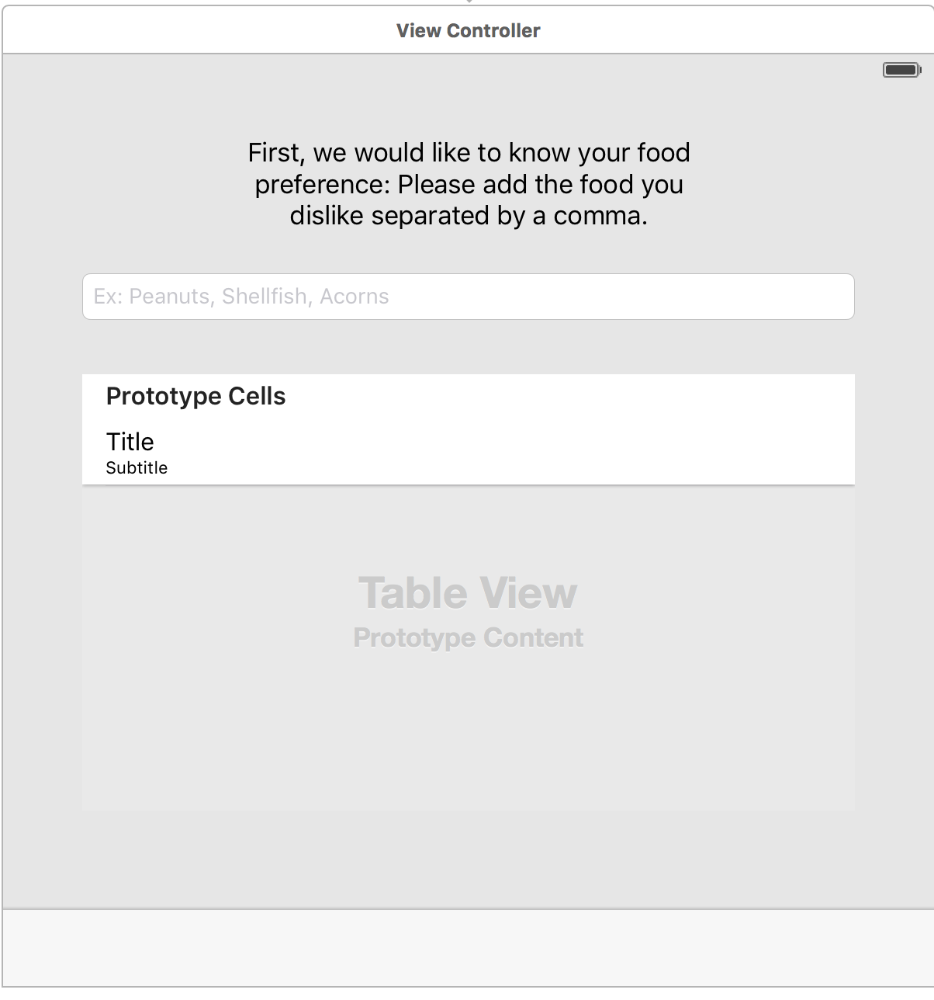 View Controller
First, we would like to know your food
preference: Please add the food you
dislike separated by a comma.
Ex: Peanuts, Shellfish, Acorns
Prototype Cells
Title
Subtitle
Table View
Prototype Content